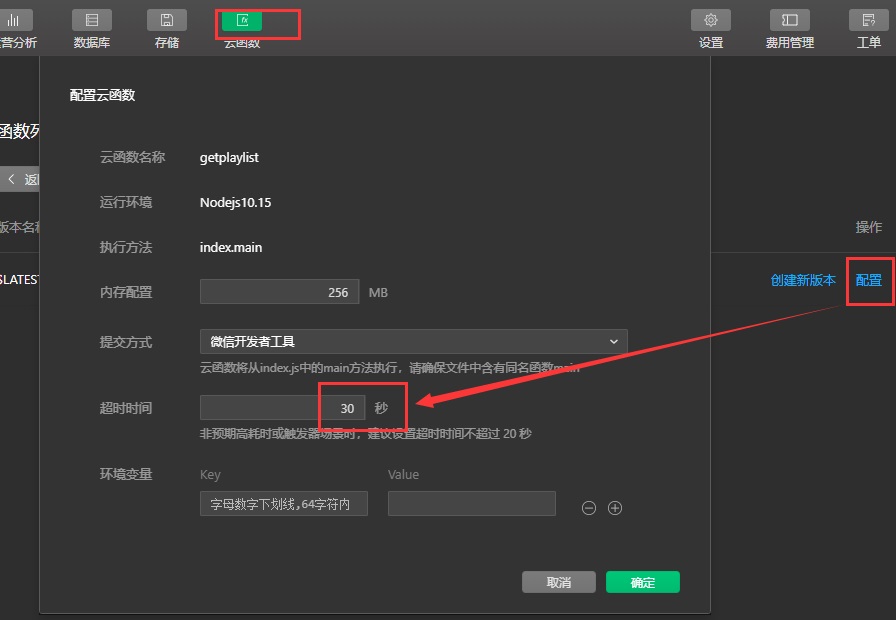 营分析 数据库 存储 云函数 设置 费用管理 工单
配置云函数
函数列
云函数名称 getplaylist
返
运行环境 Nodejs10.15
版本名称 操作
执行方法 index.main
$LATEST 创建新版本 配置
内存配置 256 MB
提交方式 微信开发者工具
云函数将从index.js中的main方法执行，请确保文件中含有同名函数main
超时时间 30 秒
非预期高耗时或触发器场景时，建议设置超时时间不超过 20 秒
环境变量 Key Value
字母数字下划线,64字符内
取消 确定